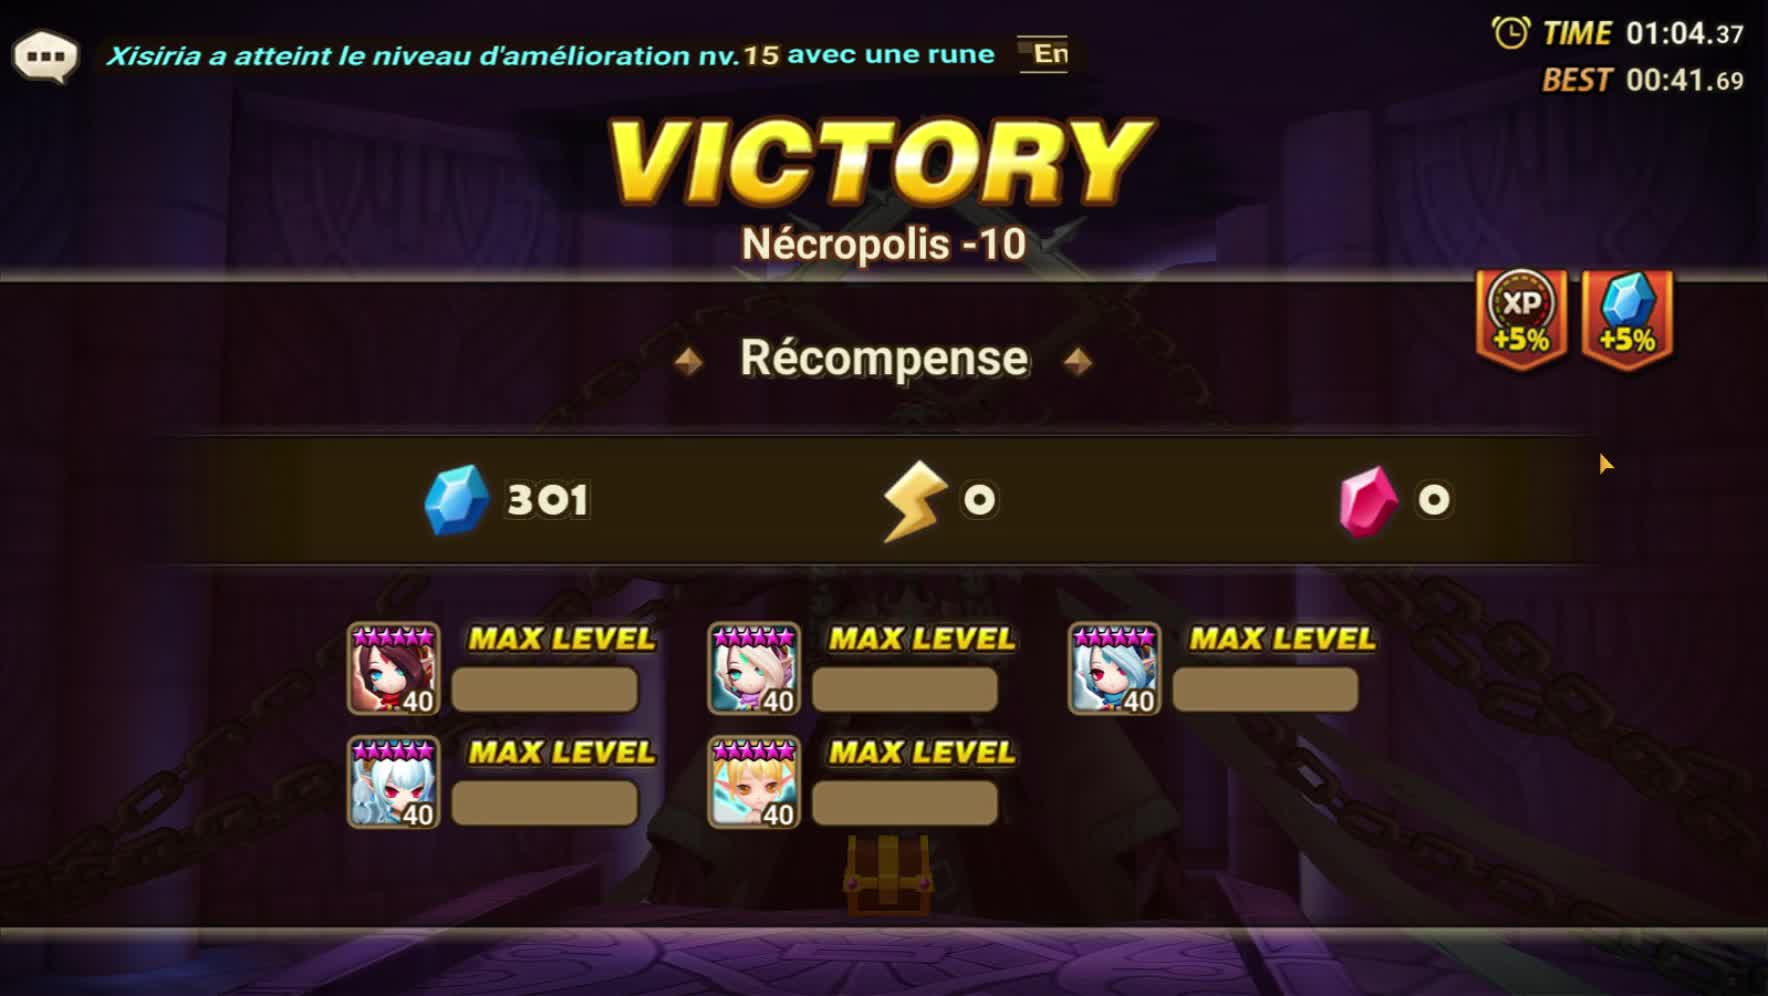 Xisiria a atteint le niveau d'amélioration nv.15 avec une rune En
TIME 01:04.37
BEST 00:41.69
VICTORY
Nécropolis -10
XP +5%
+5%
Récompense
301
0
0
MAX LEVEL
40
MAX LEVEL
40
MAX LEVEL
40
MAX LEVEL
40
MAX LEVEL
40